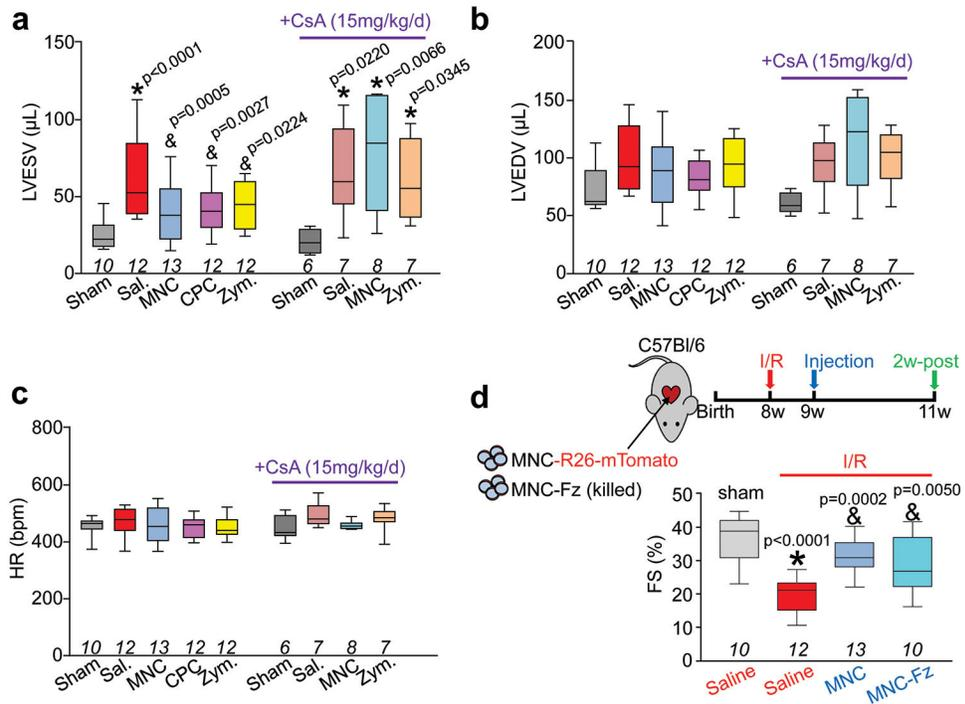 a
+CsA (15mg/kg/d)
LVESV (µL)
150
100
50
0
* p<0.0001
& p=0.0005
& p=0.0027
& p=0.0224
* p=0.0220
* p=0.0066
* p=0.0345
10 12 13 12 12 6 7 8 7
Sham Sal. MNC CPC Zym. Sham Sal. MNC Zym.
b
+CsA (15mg/kg/d)
LVEDV (µL)
200
150
100
50
0
10 12 13 12 12 6 7 8 7
Sham Sal. MNC CPC Zym. Sham Sal. MNC Zym.
c
+CsA (15mg/kg/d)
HR (bpm)
800
600
400
200
0
10 12 13 12 12 6 7 8 7
Sham Sal. MNC CPC Zym. Sham Sal. MNC Zym.
d
C57Bl/6
I/R Injection 2w-post
Birth 8w 9w 11w
MNC-R26-mTomato
MNC-Fz (killed)
I/R
FS (%)
50
40
30
20
10
0
sham
p<0.0001
*
p=0.0002
&
p=0.0050
&
10 12 13 10
Saline Saline MNC MNC-Fz